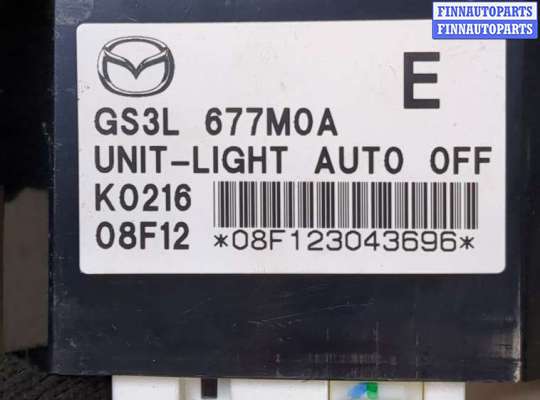 FINNAUTOPARTS
FINNAUTOPARTS
E
GS3L 677M0A
UNIT-LIGHT AUTO OFF
K0216
08F12 *08F123043696*